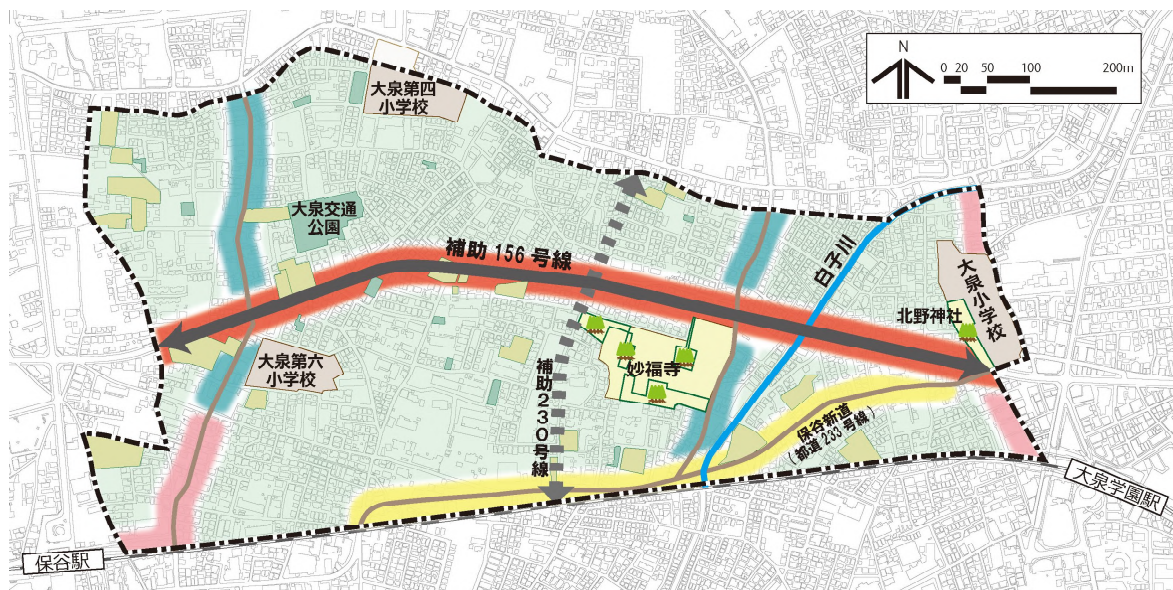 N
0 20 50 100 200m
大泉第四
小学校
大泉交通
公園
補助 156 号線
白子川
大泉小学校
北野神社
大泉第六
小学校
妙福寺
補助230号線
保谷新道
(都道 233 号線)
大泉学園駅
保谷駅